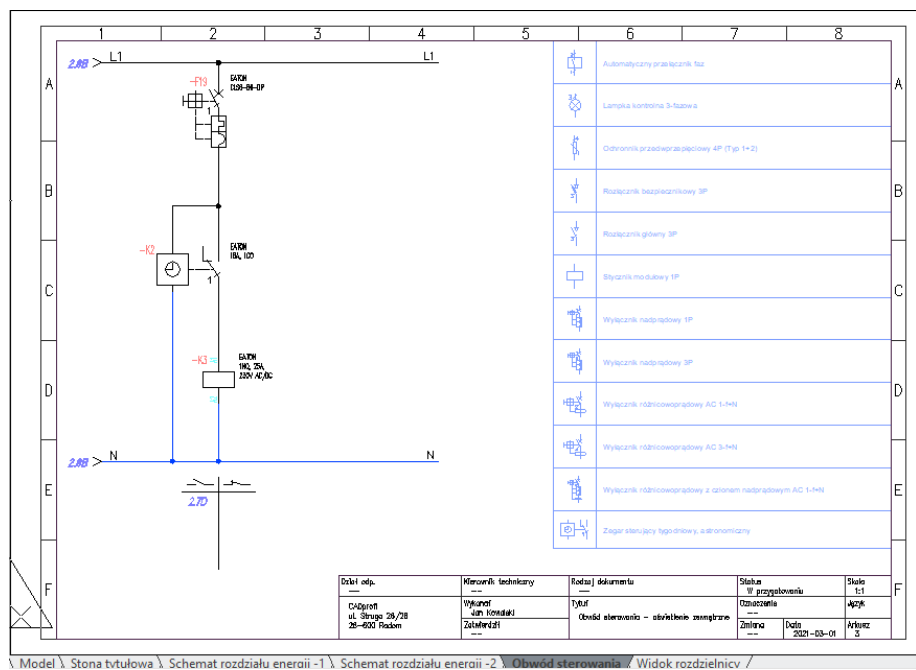 1 2 3 4 5 6 7 8
A A
L1 L1
-F19
EATON
1
Automatyczny przełącznik faz
Lampka kontrolna 3-fazowa
Ochronnik przedwprzepięciowy 4P (Typ 1+2)
B B
Rozłącznik bezpiecznikowy 3P
Rozłącznik główny 3P
-K2
EATON
1
C C
Stycznik modułowy 1P
Wyłącznik nadprądowy 1P
-K3
EATON
1NO, 25A,
230V AC/DC
D D
Wyłącznik nadprądowy 3P
Wyłącznik różnicowoprądowy AC 1-f+N
Wyłącznik różnicowoprądowy AC 3-f+N
N N
E E
2.7D
Wyłącznik różnicowoprądowy z członem nadprądowym AC 1-f+N
Zegar sterujący tygodniowy, astronomiczny
F F
Dział odp.
---
Kierownik techniczny
---
Rodzaj dokumentu
---
Status
W przygotowaniu
Skala
1:1
CADprofi
ul. Struga 26/28
26-600 Radom
Wykonał
Jan Kowalski
Zatwierdził
---
Tytuł
Obwód sterowania - oświetlenie zewnętrzne
Oznaczenie
---
Język
Zmiana
---
Data
2021-03-01
Arkusz
3
Model Stona tytułowa Schemat rozdziału energii -1 Schemat rozdziału energii -2 Obwód sterowania Widok rozdzielnicy